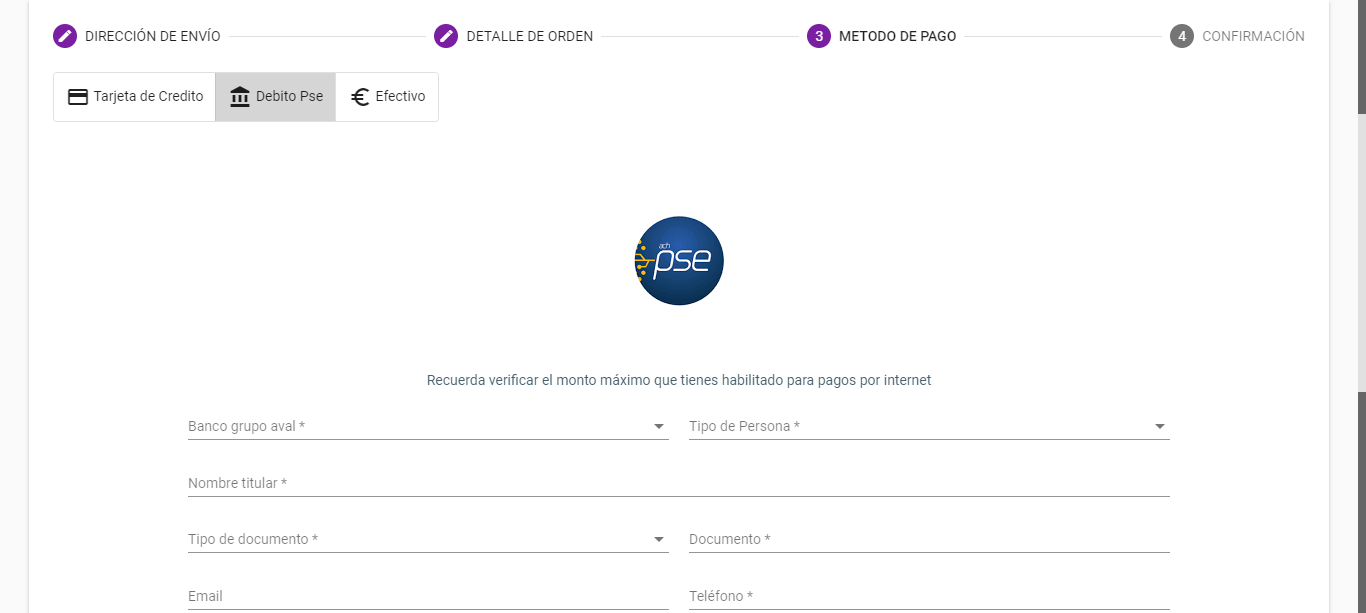 DIRECCIÓN DE ENVÍO
DETALLE DE ORDEN
3 METODO DE PAGO
4 CONFIRMACIÓN
Tarjeta de Credito
Debito Pse
Efectivo
ach
pse
Recuerda verificar el monto máximo que tienes habilitado para pagos por internet
Banco grupo aval *
Tipo de Persona *
Nombre titular *
Tipo de documento *
Documento *
Email
Teléfono *